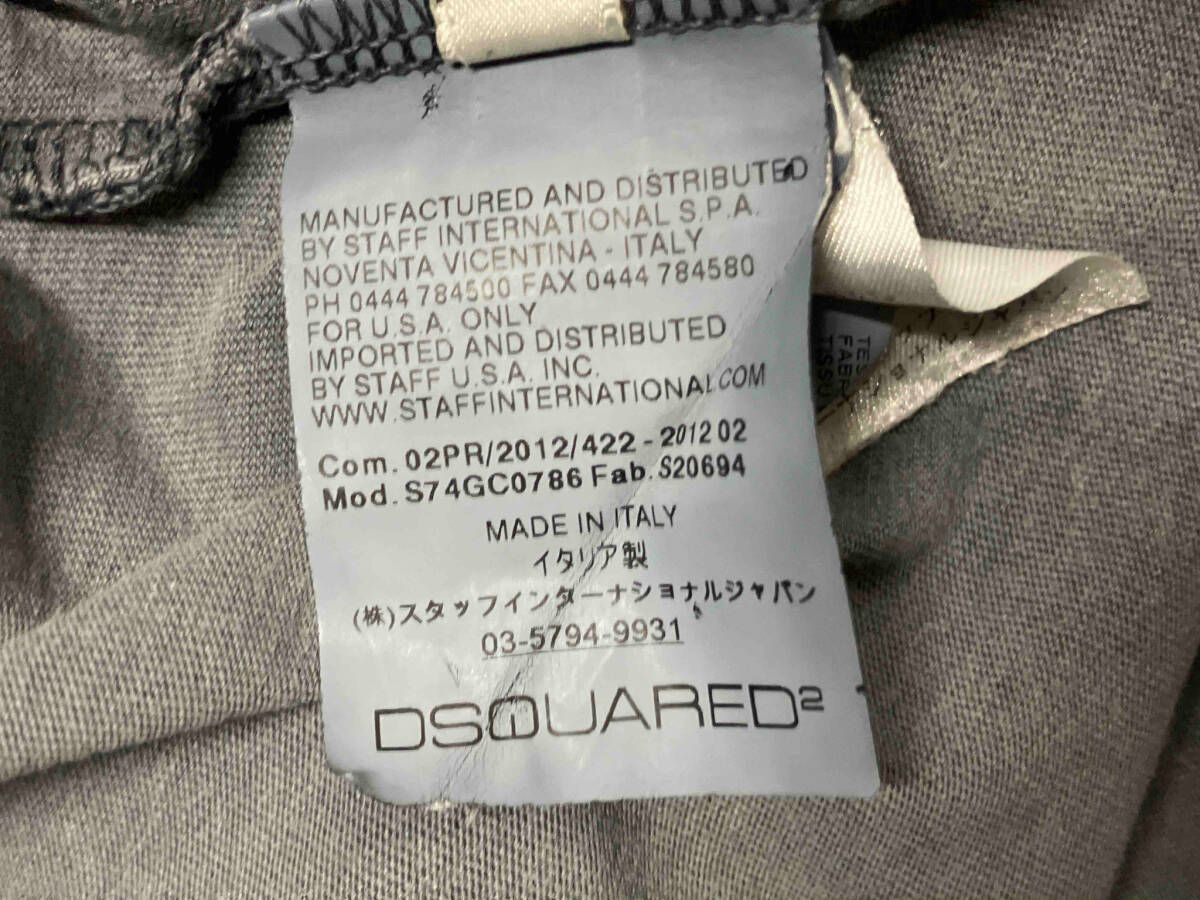 MANUFACTURED AND DISTRIBUTED
BY STAFF INTERNATIONAL S.P.A.
NOVENTA VICENTINA - ITALY
PH 0444 784500 FAX 0444 784580
FOR U.S.A. ONLY
IMPORTED AND DISTRIBUTED
BY STAFF U.S.A. INC.
WWW.STAFFINTERNATIONAL.COM
Com. 02PR/2012/422 - 2012 02
Mod. S74GC0786 Fab. S20694
MADE IN ITALY
イタリア製
(株)スタッフインターナショナルジャパン
03-5794-9931
DSQUARED2